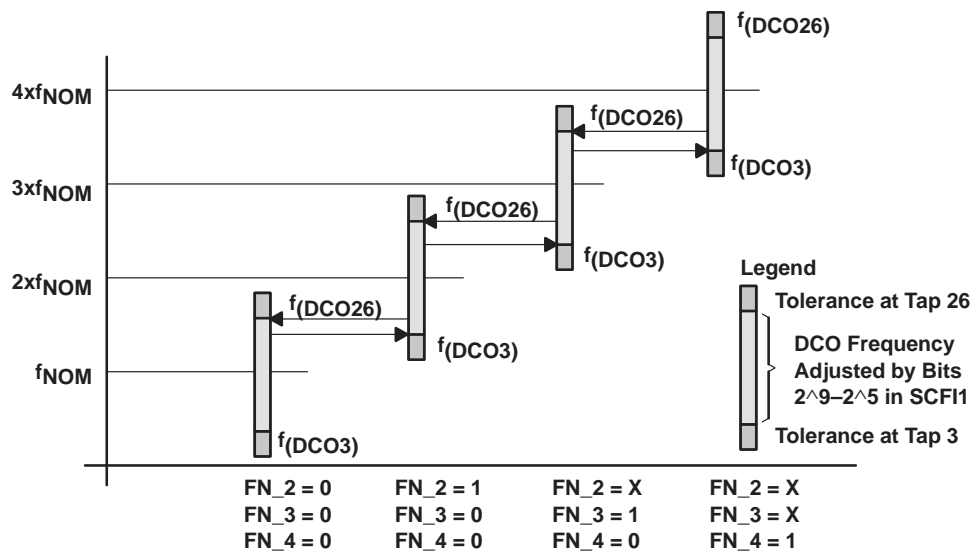 f(DCO26)
4xfNOM
f(DCO26)
f(DCO3)
3xfNOM
f(DCO26)
f(DCO3)
2xfNOM
f(DCO26)
f(DCO3)
fNOM
f(DCO3)
Legend
Tolerance at Tap 26
DCO Frequency
Adjusted by Bits
2^9–2^5 in SCFI1
Tolerance at Tap 3
FN_2 = 0 FN_2 = 1 FN_2 = X FN_2 = X
FN_3 = 0 FN_3 = 0 FN_3 = 1 FN_3 = X
FN_4 = 0 FN_4 = 0 FN_4 = 0 FN_4 = 1